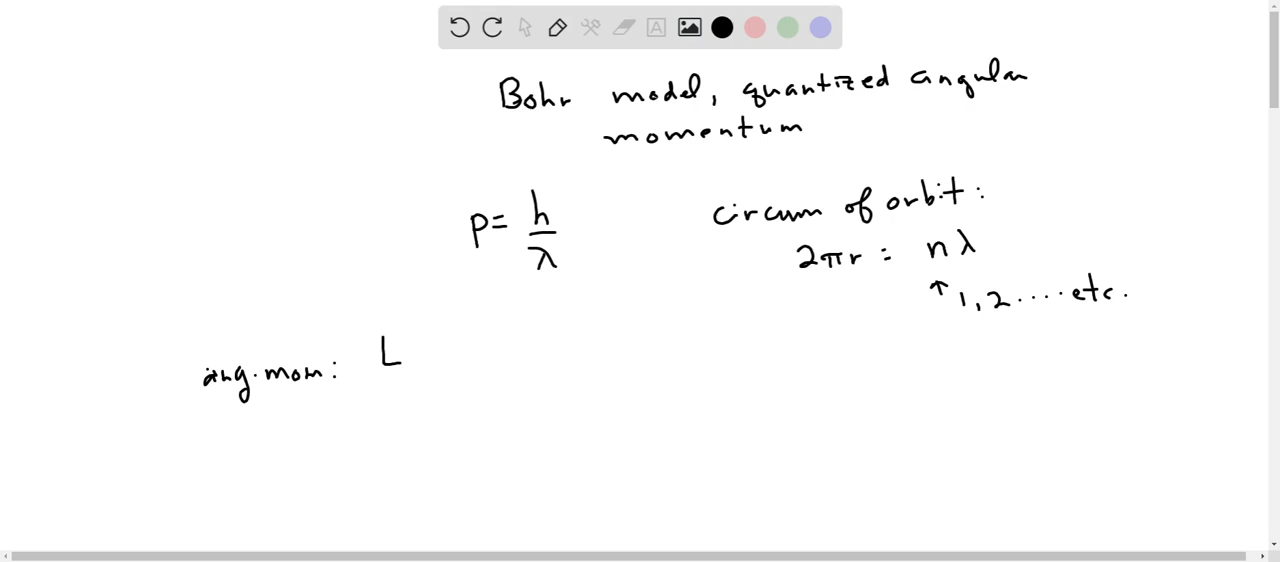 Bohr model, quantized angular
momentum
p = h/λ
circum of orbit:
2πr = nλ
↑ 1, 2 .... etc.
ang. mom: L